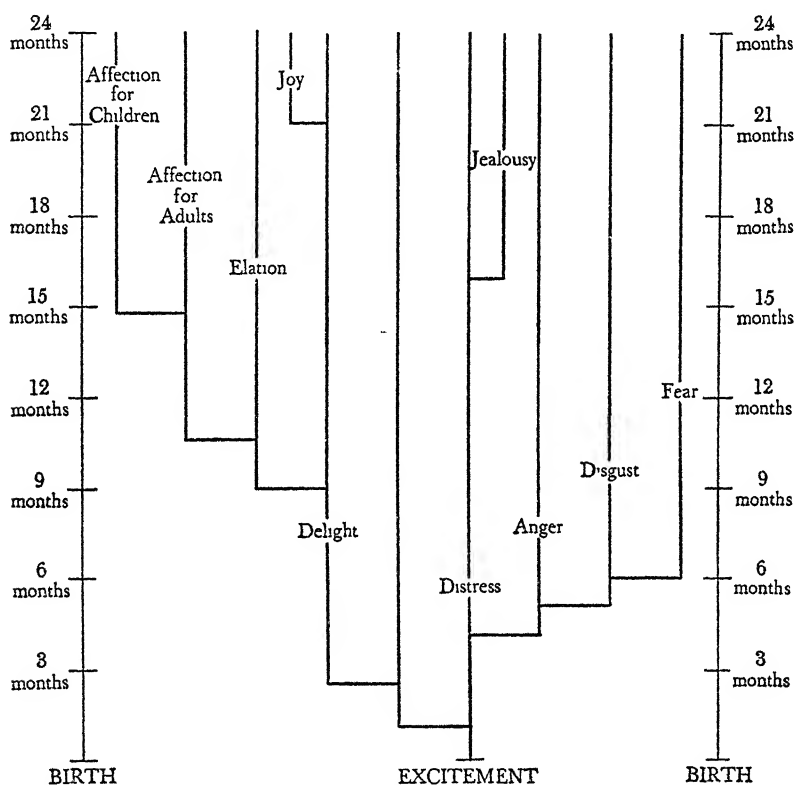 24
months
Affection
for
Children
21
months
18
months
15
months
12
months
9
months
6
months
3
months
BIRTH
Affection
for
Adults
Elation
Joy
Delight
EXCITEMENT
Distress
Jealousy
Anger
Disgust
Fear
24
months
21
months
18
months
15
months
12
months
9
months
6
months
3
months
BIRTH